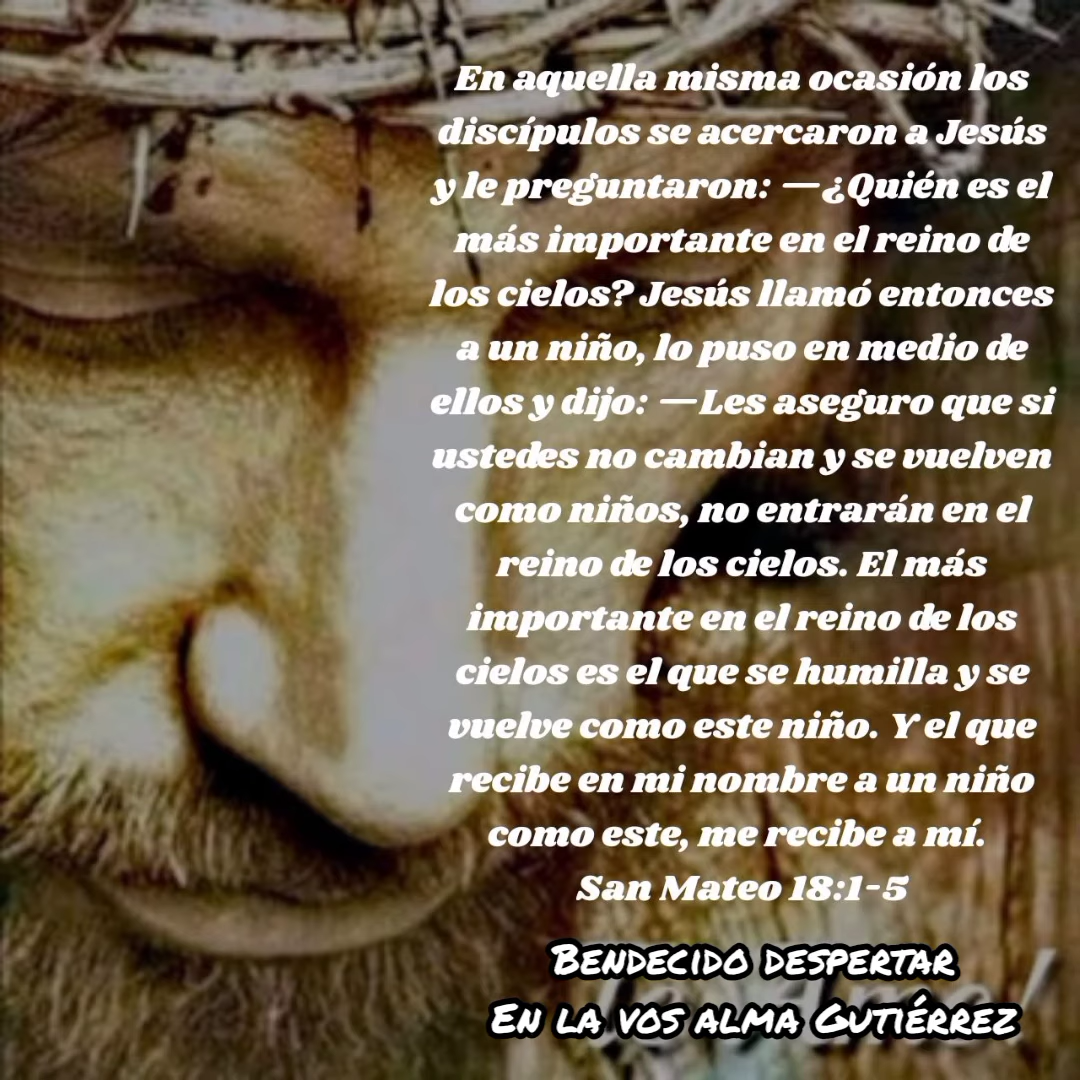 En aquella misma ocasión los
discípulos se acercaron a Jesús
y le preguntaron: —¿Quién es el
más importante en el reino de
los cielos? Jesús llamó entonces
a un niño, lo puso en medio de
ellos y dijo: —Les aseguro que si
ustedes no cambian y se vuelven
como niños, no entrarán en el
reino de los cielos. El más
importante en el reino de los
cielos es el que se humilla y se
vuelve como este niño. Y el que
recibe en mi nombre a un niño
como este, me recibe a mí.
San Mateo 18:1-5
Bendecido despertar
En la vos alma Gutiérrez